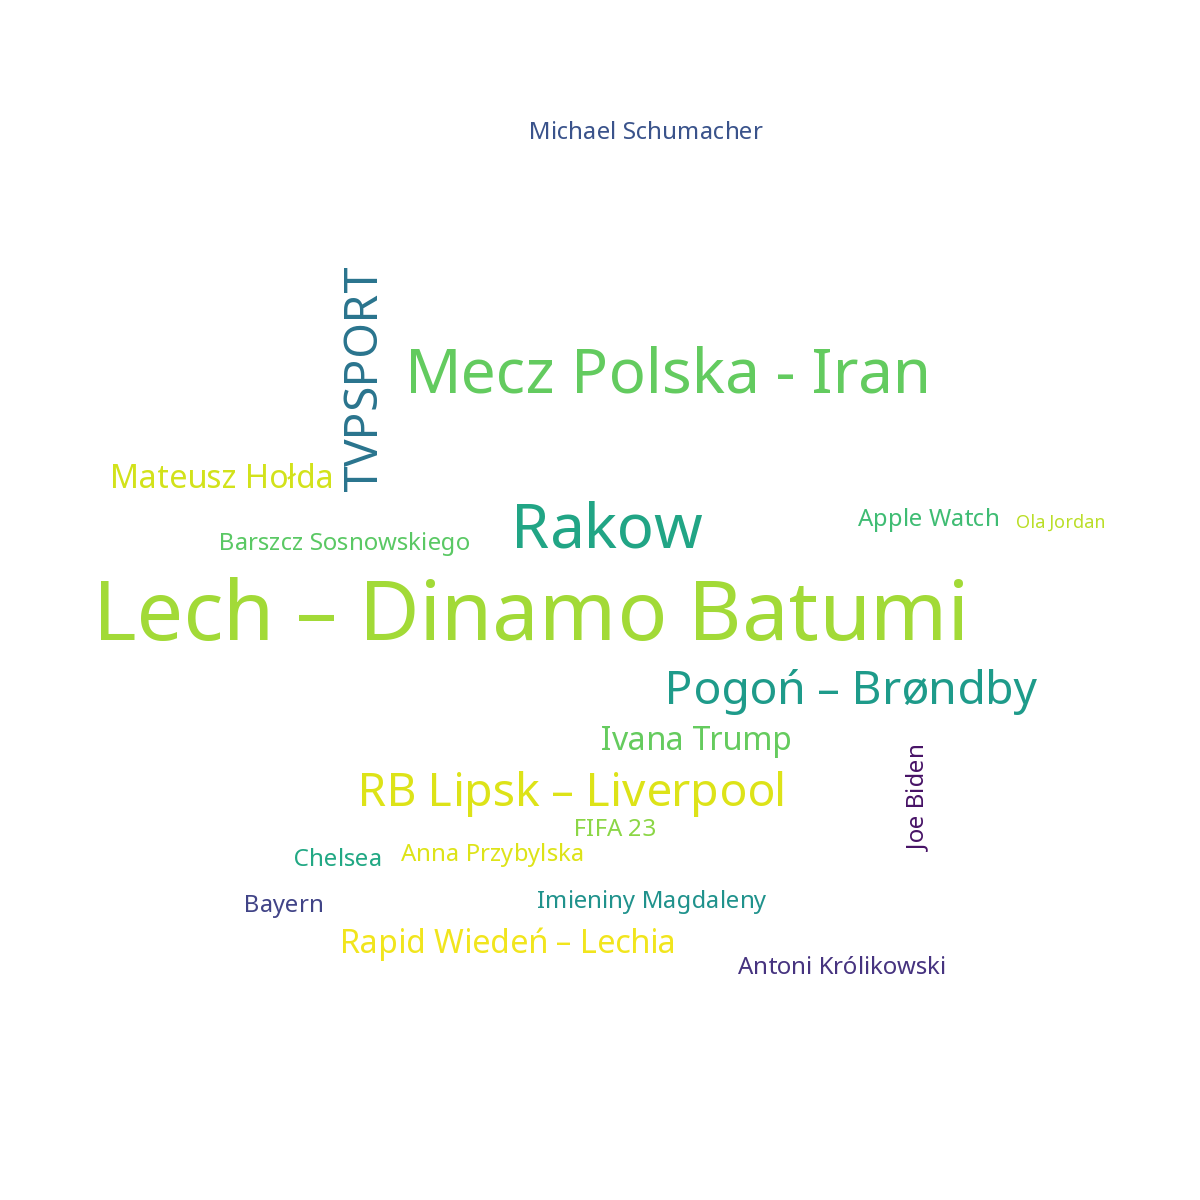 Michael Schumacher
TVPSPORT
Mecz Polska - Iran
Mateusz Hołda
Rakow
Apple Watch
Ola Jordan
Barszcz Sosnowskiego
Lech – Dinamo Batumi
Pogoń – Brøndby
Ivana Trump
Joe Biden
RB Lipsk – Liverpool
FIFA 23
Chelsea
Anna Przybylska
Bayern
Imieniny Magdaleny
Rapid Wiedeń – Lechia
Antoni Królikowski